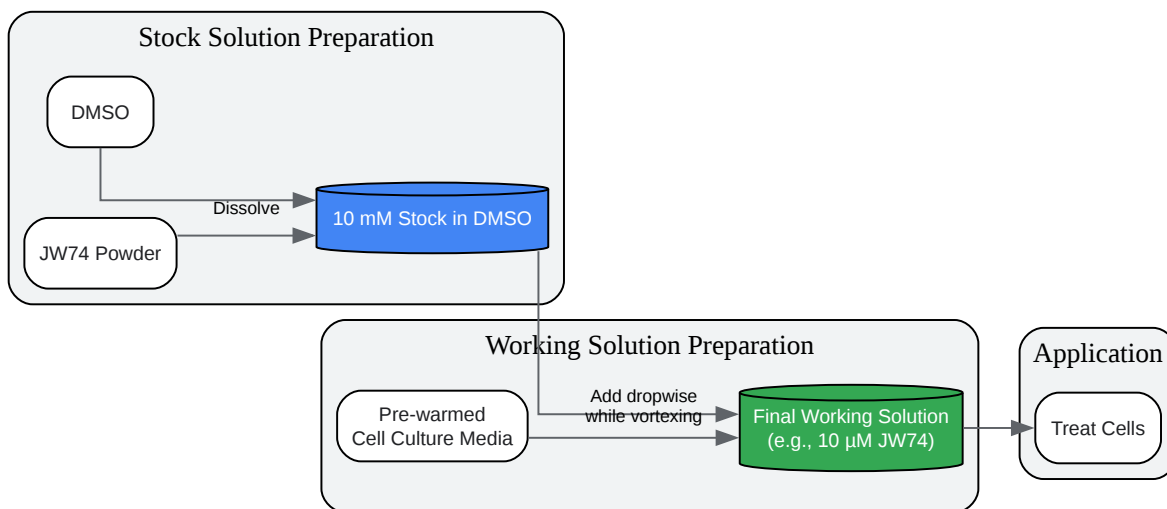 Stock Solution Preparation
DMSO
Dissolve
10 mM Stock in DMSO
JW74 Powder
Working Solution Preparation
Pre-warmed
Cell Culture Media
Add dropwise
while vortexing
Final Working Solution
(e.g., 10 µM JW74)
Application
Treat Cells